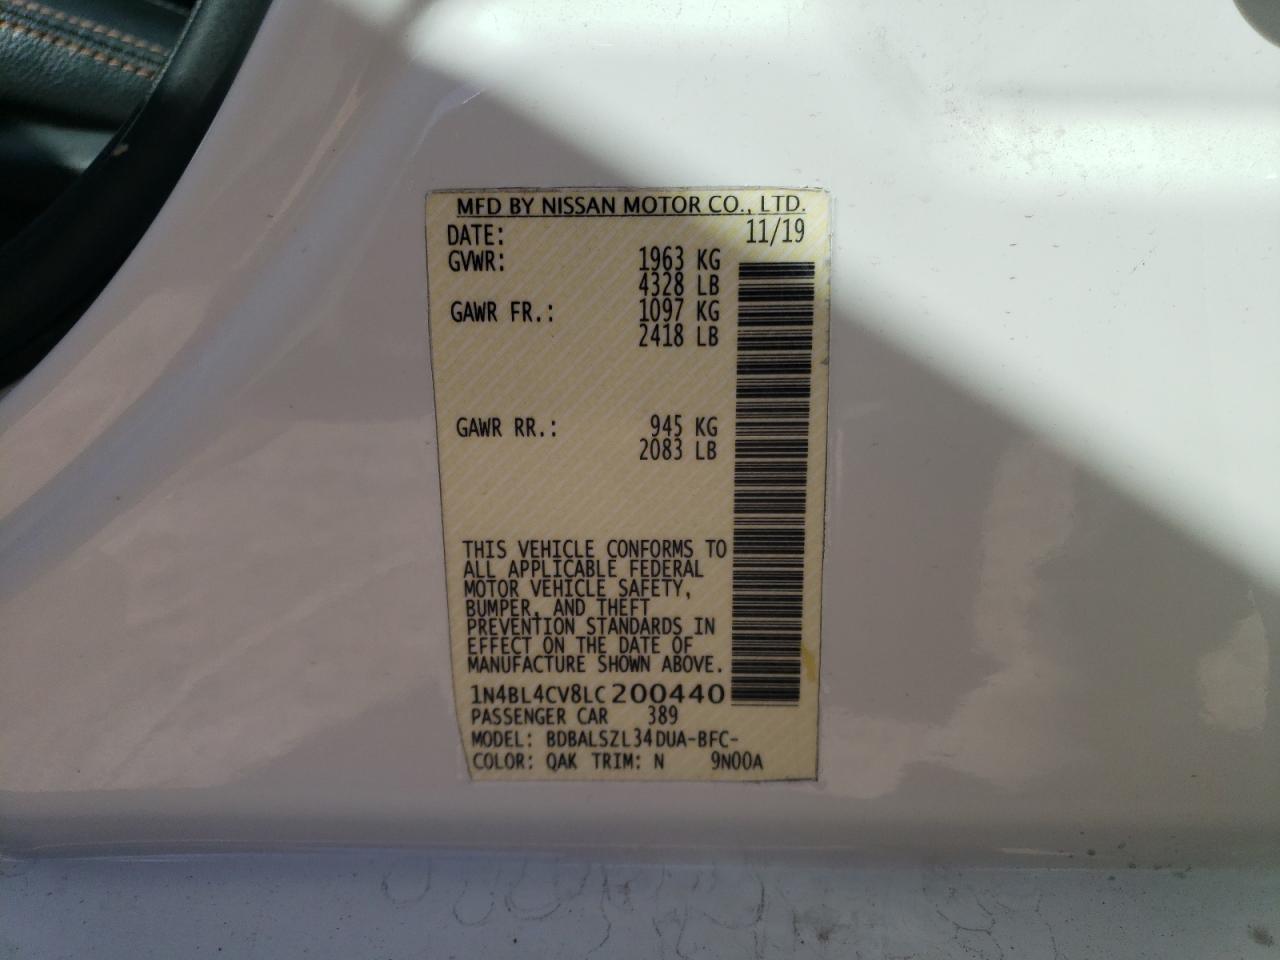 MFD BY NISSAN MOTOR CO., LTD.
DATE: 11/19
GVWR: 1963 KG
4328 LB
GAWR FR.: 1097 KG
2418 LB
GAWR RR.: 945 KG
2083 LB
THIS VEHICLE CONFORMS TO
ALL APPLICABLE FEDERAL
MOTOR VEHICLE SAFETY,
BUMPER, AND THEFT
PREVENTION STANDARDS IN
EFFECT ON THE DATE OF
MANUFACTURE SHOWN ABOVE.
1N4BL4CV8LC200440
PASSENGER CAR 389
MODEL: BDBALSZL34DUA-BFC-
COLOR: QAK TRIM: N 9N00A